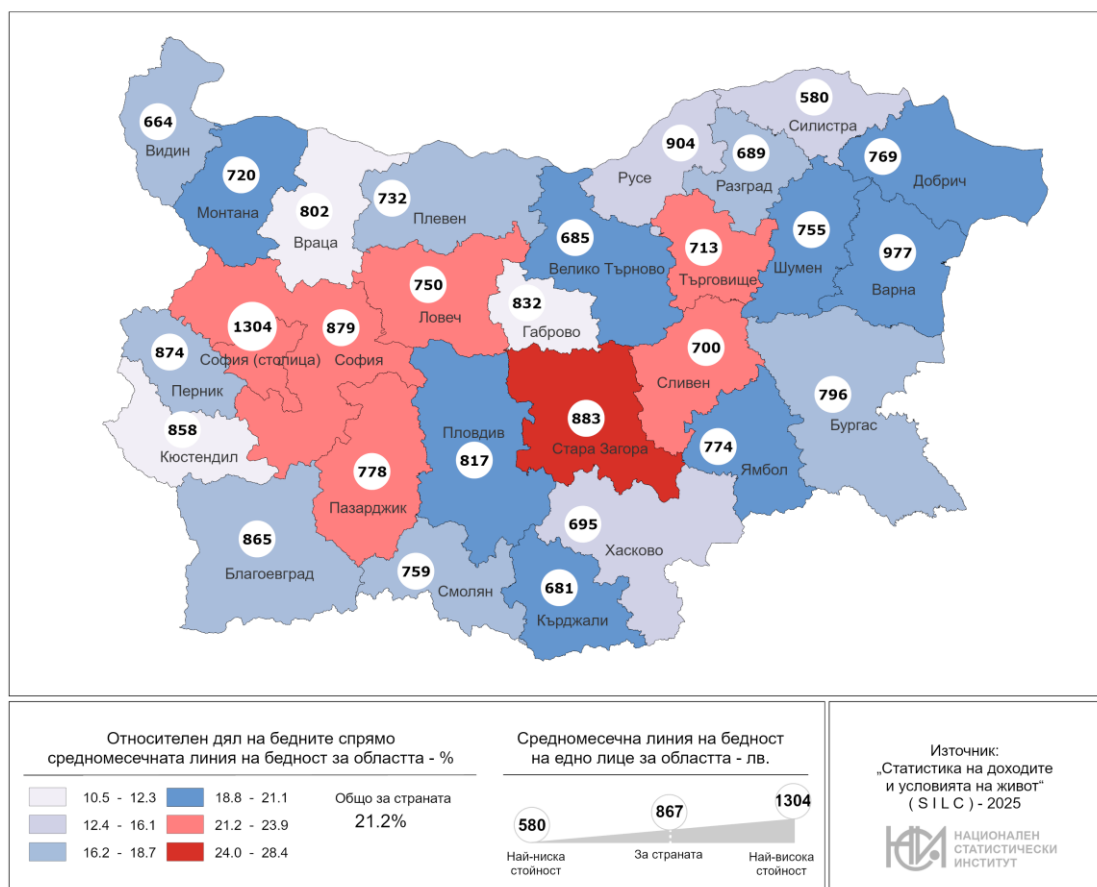 580
Силистра
664
Видин
904
Русе
689
Разград
769
Добрич
720
Монтана
802
Враца
732
Плевен
685
Велико Търново
713
Търговище
755
Шумен
977
Варна
750
Ловеч
832
Габрово
1304
София (столица)
879
София
700
Сливен
874
Перник
796
Бургас
858
Кюстендил
883
Стара Загора
Пловдив
817
774
Ямбол
778
Пазарджик
695
Хасково
865
Благоевград
759
Смолян
681
Кърджали
Относителен дял на бедните спрямо
средномесечната линия на бедност за областта - %
10.5 - 12.3
12.4 - 16.1
16.2 - 18.7
18.8 - 21.1
21.2 - 23.9
24.0 - 28.4
Общо за страната
21.2%
Средномесечна линия на бедност
на едно лице за областта - лв.
580
867
1304
Най-ниска
стойност
За страната
Най-висока
стойност
Източник:
„Статистика на доходите
и условията на живот“
( S I L C ) - 2025
НСИ
НАЦИОНАЛЕН
СТАТИСТИЧЕСКИ
ИНСТИТУТ